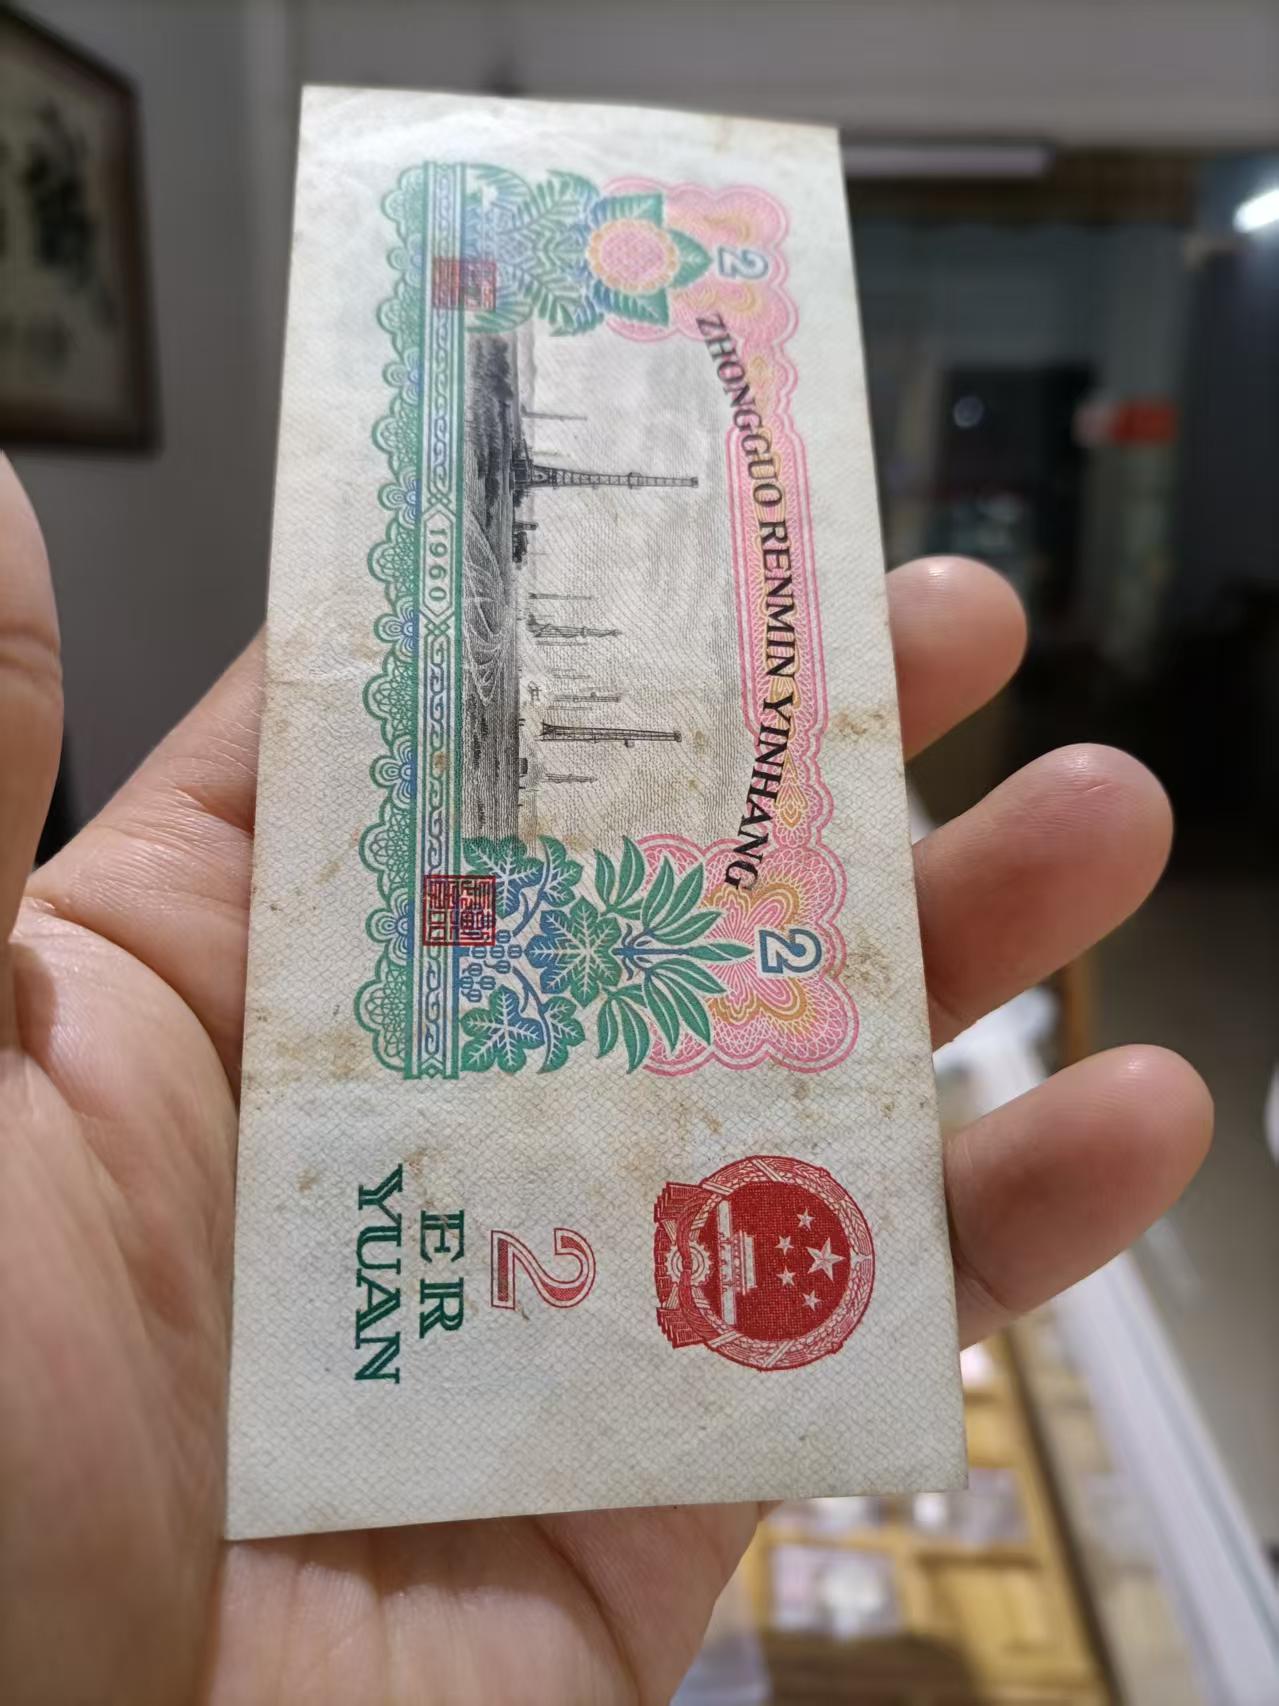 ZHONGGUO RENMIN YINHANG
2
2
1960
2
ER
YUAN